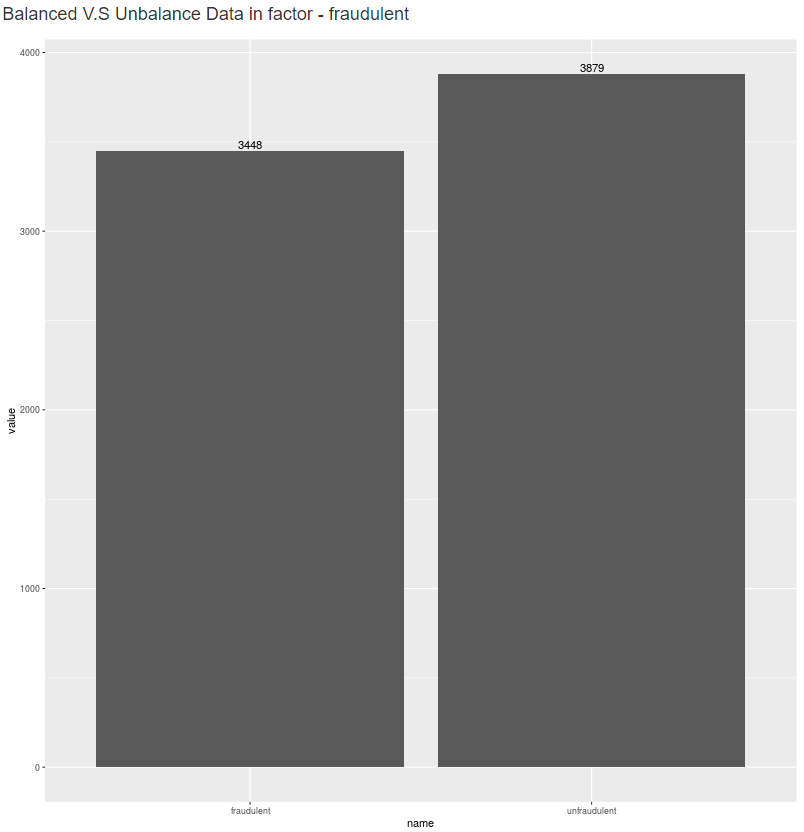 Balanced V.S Unbalance Data in factor - fraudulent
4000
3879
3448
3000
2000
value
1000
0
fraudulent unfraudulent
name